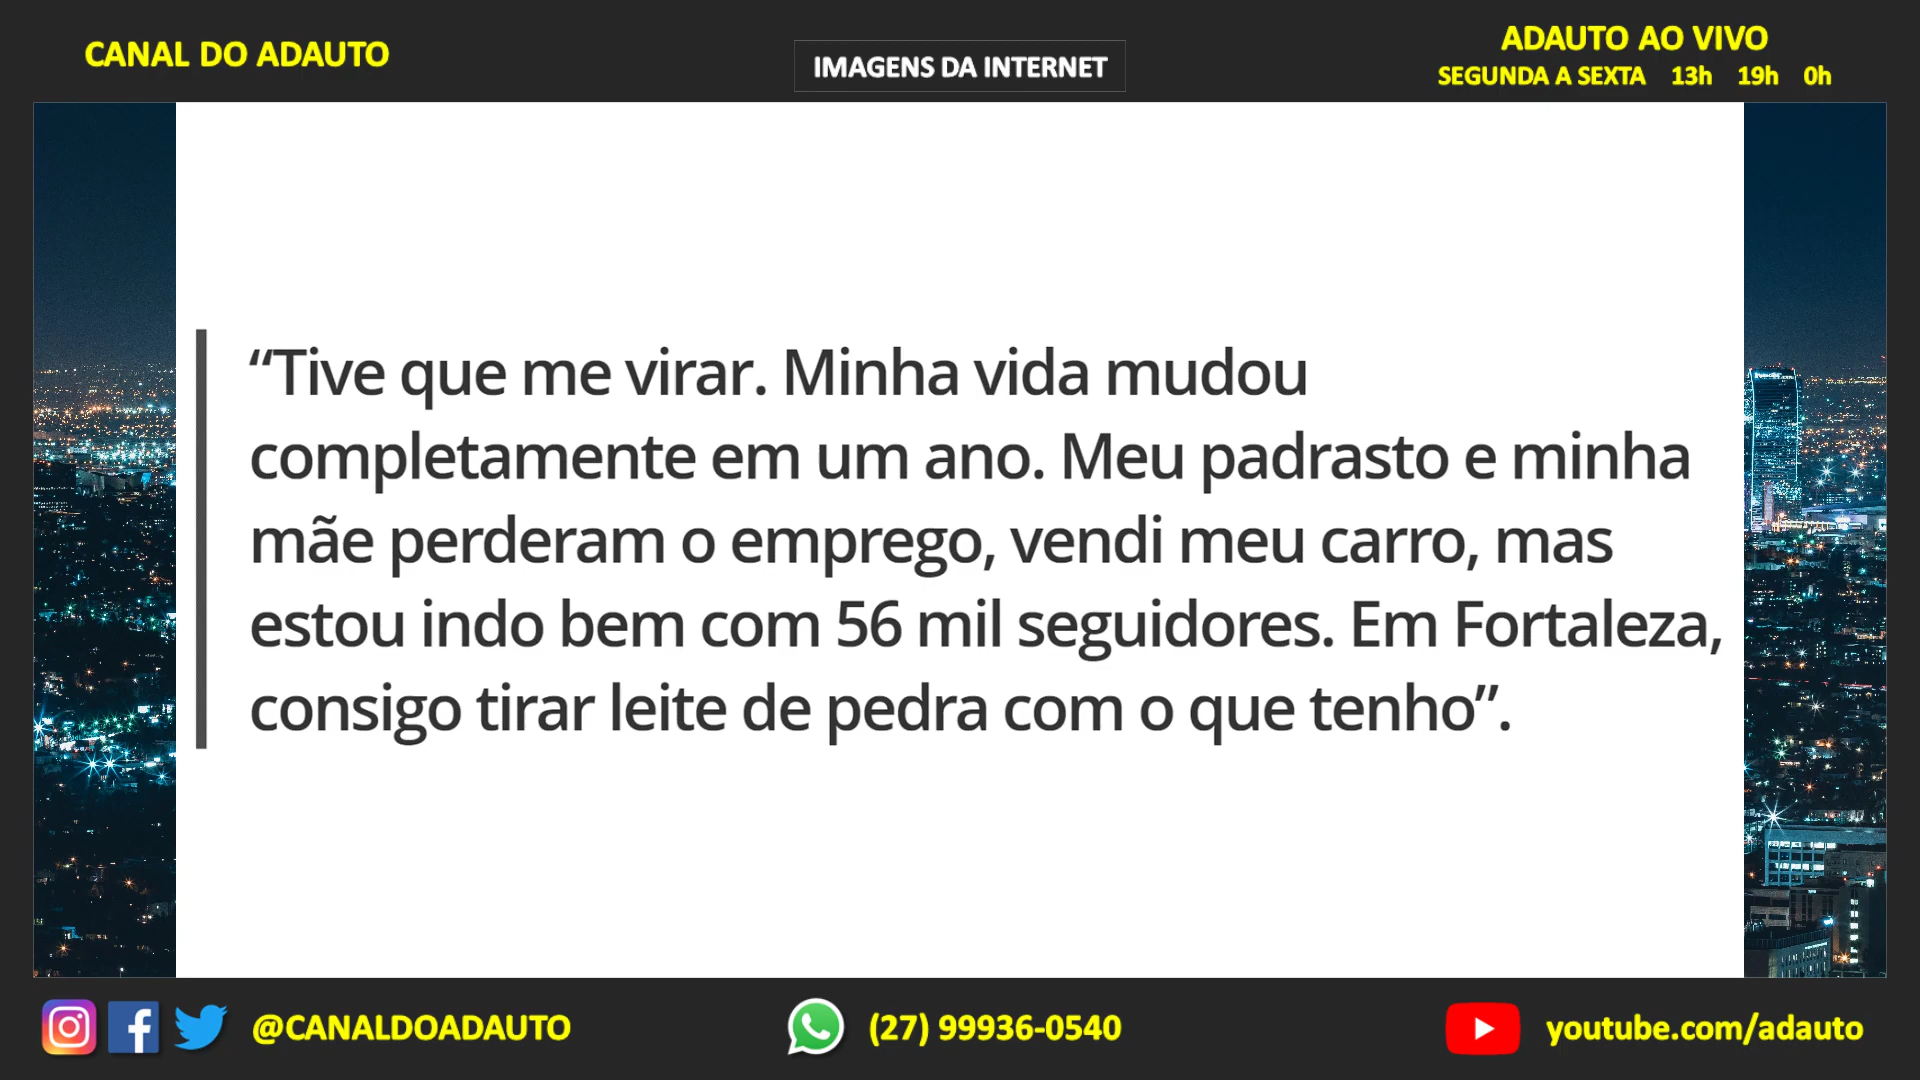 CANAL DO ADAUTO
IMAGENS DA INTERNET
ADAUTO AO VIVO
SEGUNDA A SEXTA 13h 19h 0h
“Tive que me virar. Minha vida mudou
completamente em um ano. Meu padrasto e minha
mãe perderam o emprego, vendi meu carro, mas
estou indo bem com 56 mil seguidores. Em Fortaleza,
consigo tirar leite de pedra com o que tenho”.
@CANALDOADAUTO
(27) 99936-0540
youtube.com/adauto